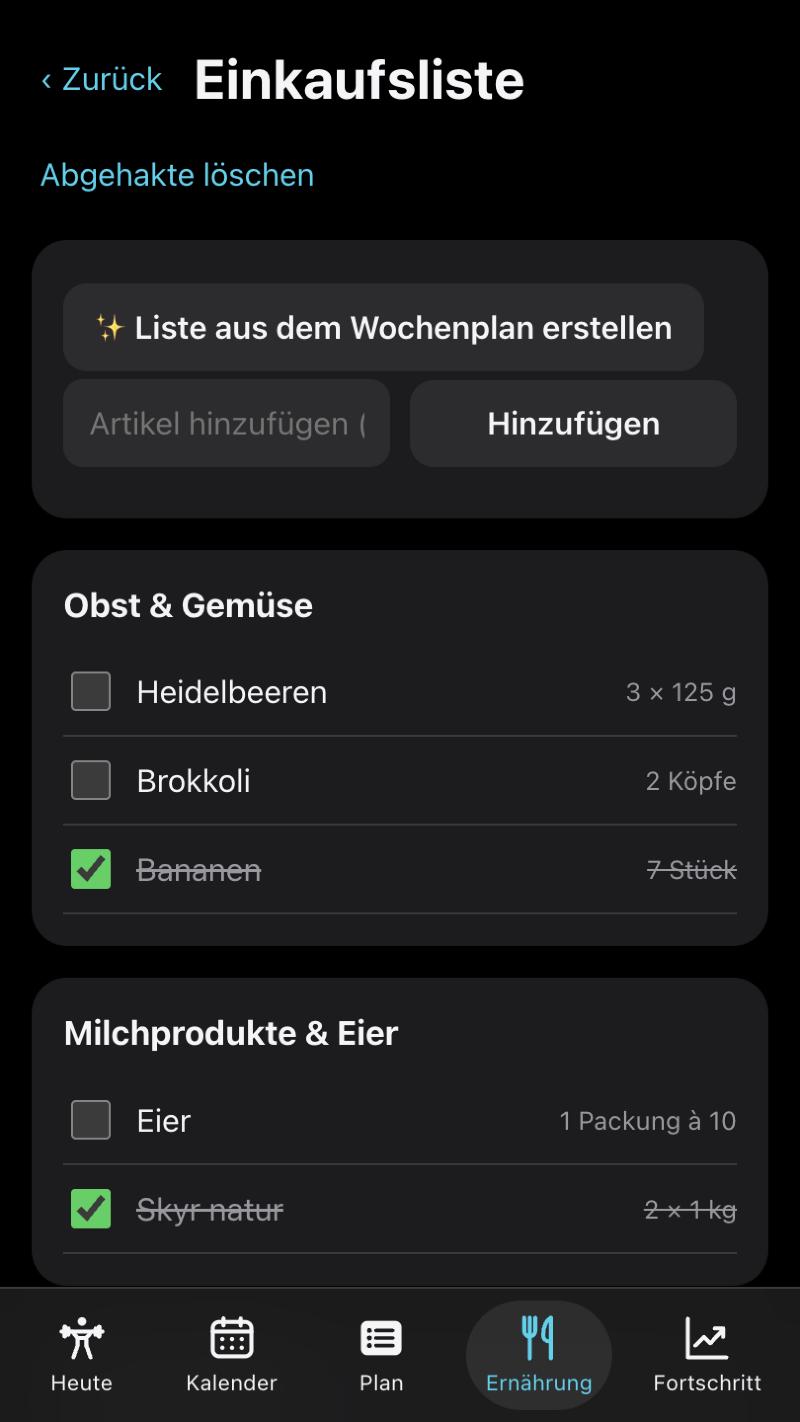 ‹ Zurück Einkaufsliste
Abgehakte löschen
✨ Liste aus dem Wochenplan erstellen
Artikel hinzufügen (
Hinzufügen
Obst & Gemüse
Heidelbeeren 3 × 125 g
Brokkoli 2 Köpfe
Bananen 7 Stück
Milchprodukte & Eier
Eier 1 Packung à 10
Skyr natur 2 × 1 kg
Heute Kalender Plan Ernährung Fortschritt